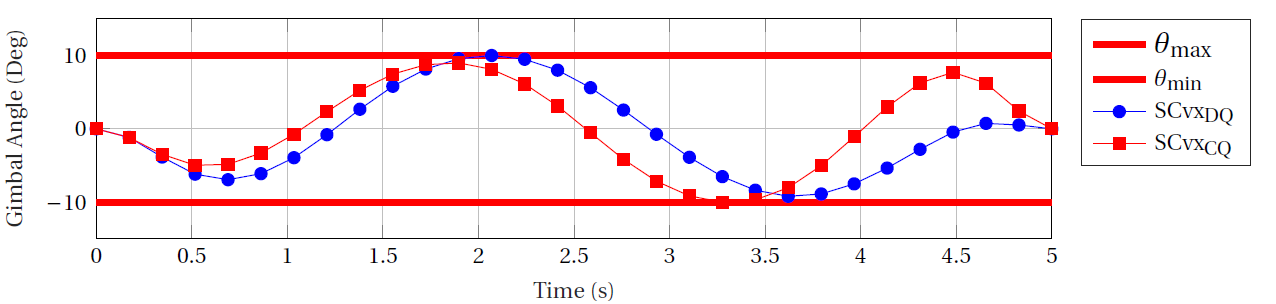 Gimbal Angle (Deg)
10
0
−10
0 0.5 1 1.5 2 2.5 3 3.5 4 4.5 5
Time (s)
θmax
θmin
SCvxDQ
SCvxCQ